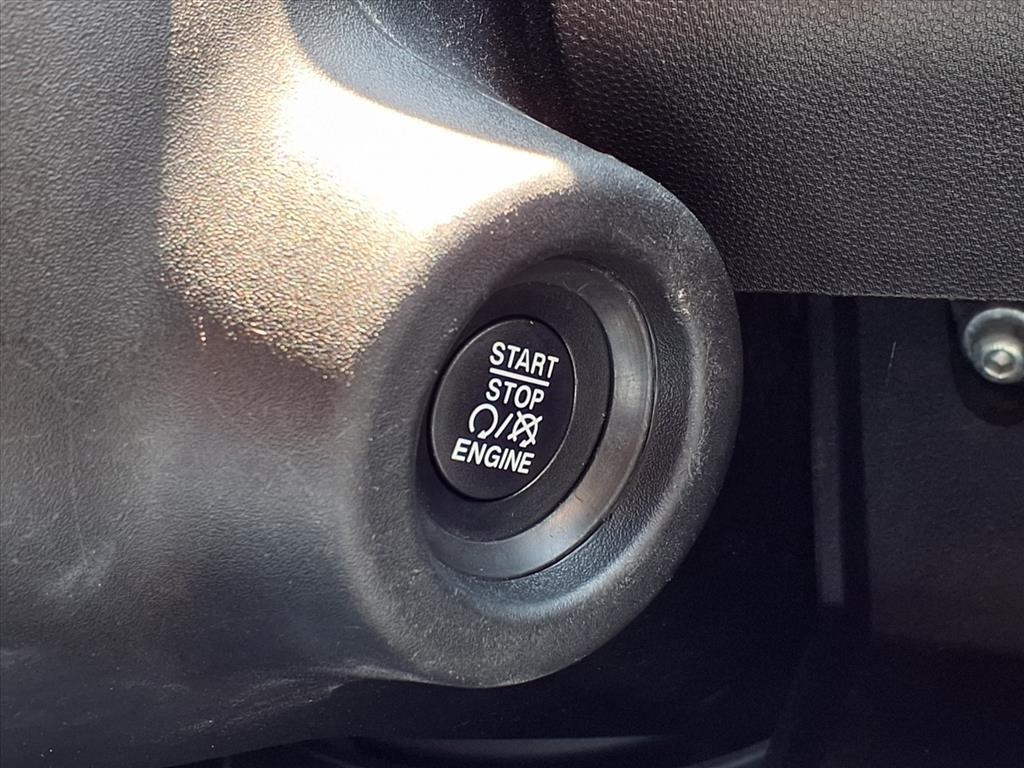 START
STOP
/
ENGINE